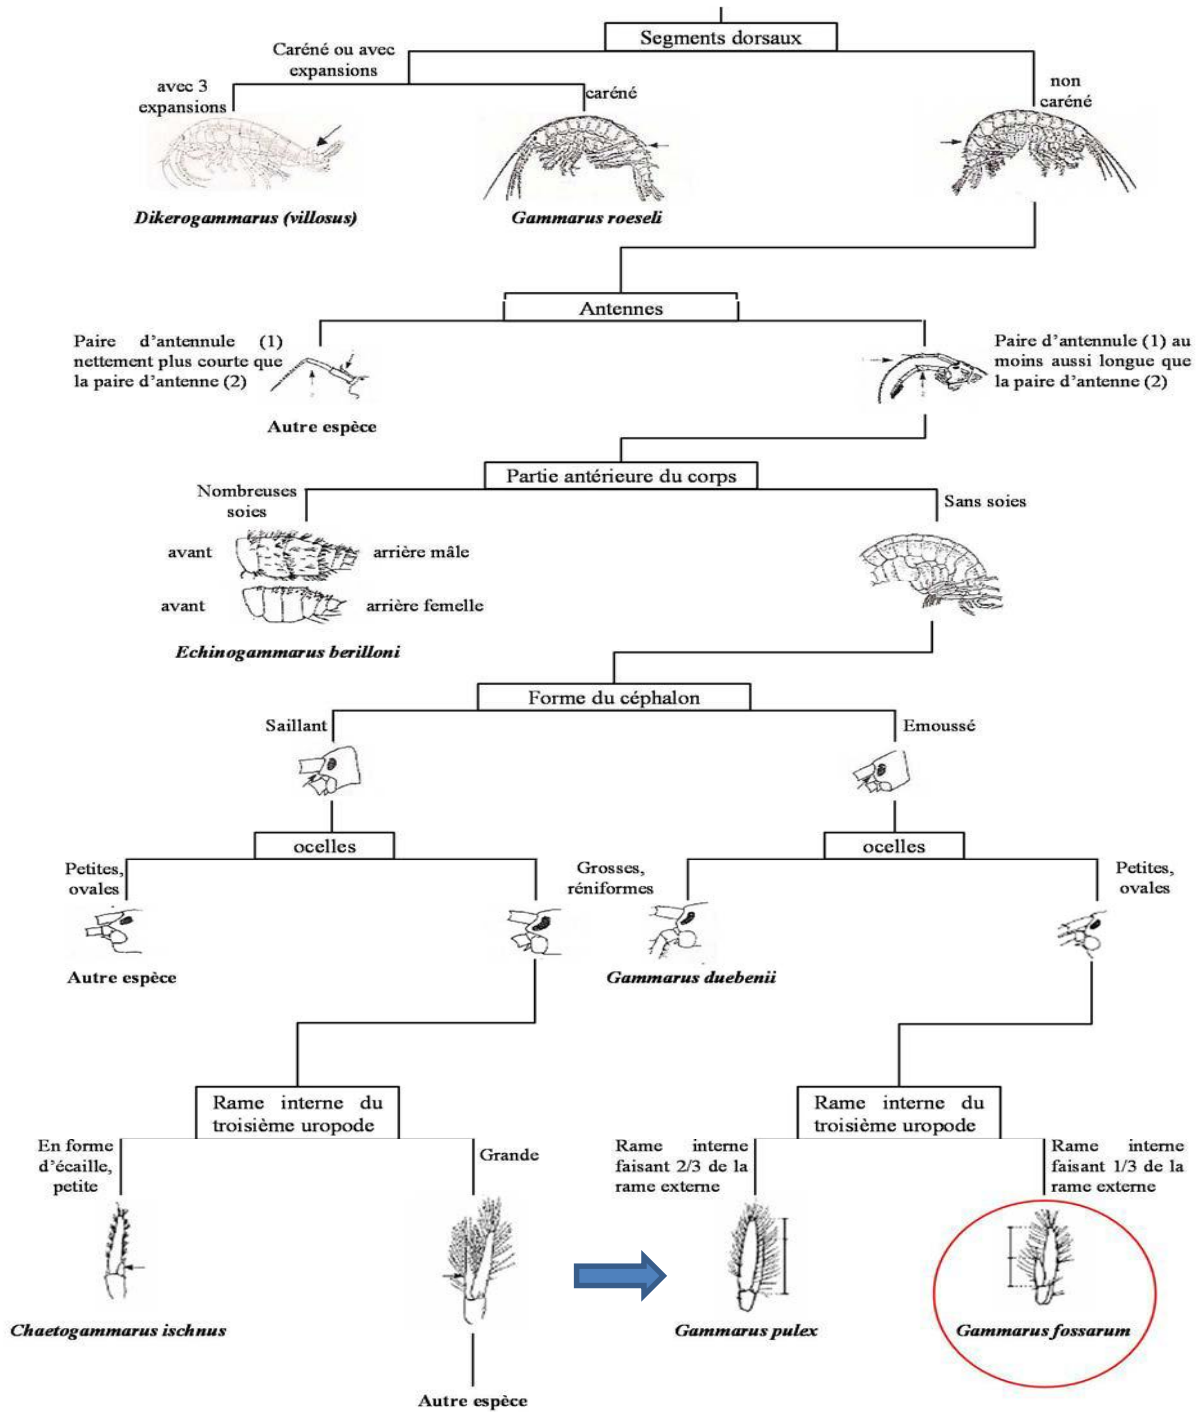 Segments dorsaux
Caréné ou avec
expansions
avec 3
expansions
caréné
non
caréné
Dikerogammarus (villosus)
Gammarus roeseli
Antennes
Paire d'antennule (1)
nettement plus courte que
la paire d'antenne (2)
Paire d'antennule (1) au
moins aussi longue que
la paire d'antenne (2)
Autre espèce
Partie antérieure du corps
Nombreuses
soies
Sans soies
avant
arrière mâle
avant
arrière femelle
Echinogammarus berilloni
Forme du céphalon
Saillant
Emoussé
ocelles
ocelles
Petites,
ovales
Grosses,
réniformes
Petites,
ovales
Autre espèce
Gammarus duebenii
Rame interne du
troisième uropode
Rame interne du
troisième uropode
En forme
d'écaille,
petite
Grande
Rame interne
faisant 2/3 de la
rame externe
Rame interne
faisant 1/3 de la
rame externe
Chaetogammarus ischnus
Gammarus pulex
Gammarus fossarum
Autre espèce